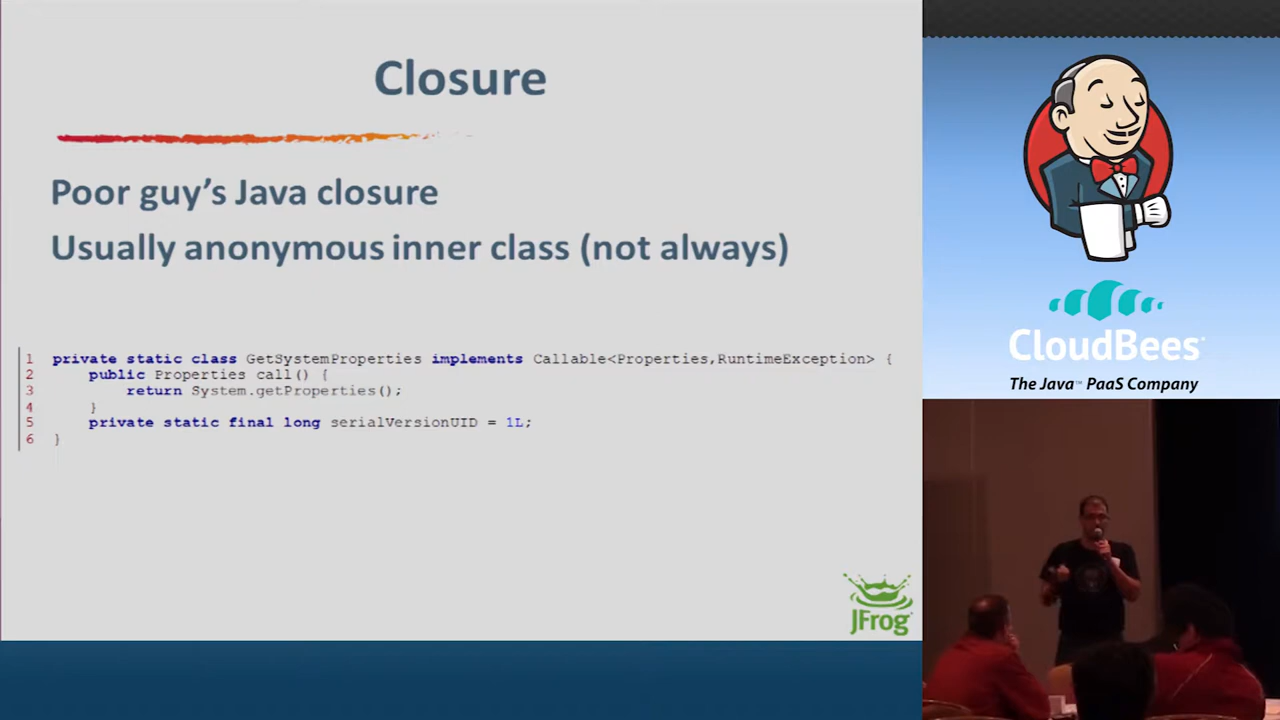 Closure
Poor guy's Java closure
Usually anonymous inner class (not always)
1 private static class GetSystemProperties implements Callable<Properties,RuntimeException> {
2 public Properties call() {
3 return System.getProperties();
4 }
5 private static final long serialVersionUID = 1L;
6 }
JFrog
CloudBees
The Java™ PaaS Company